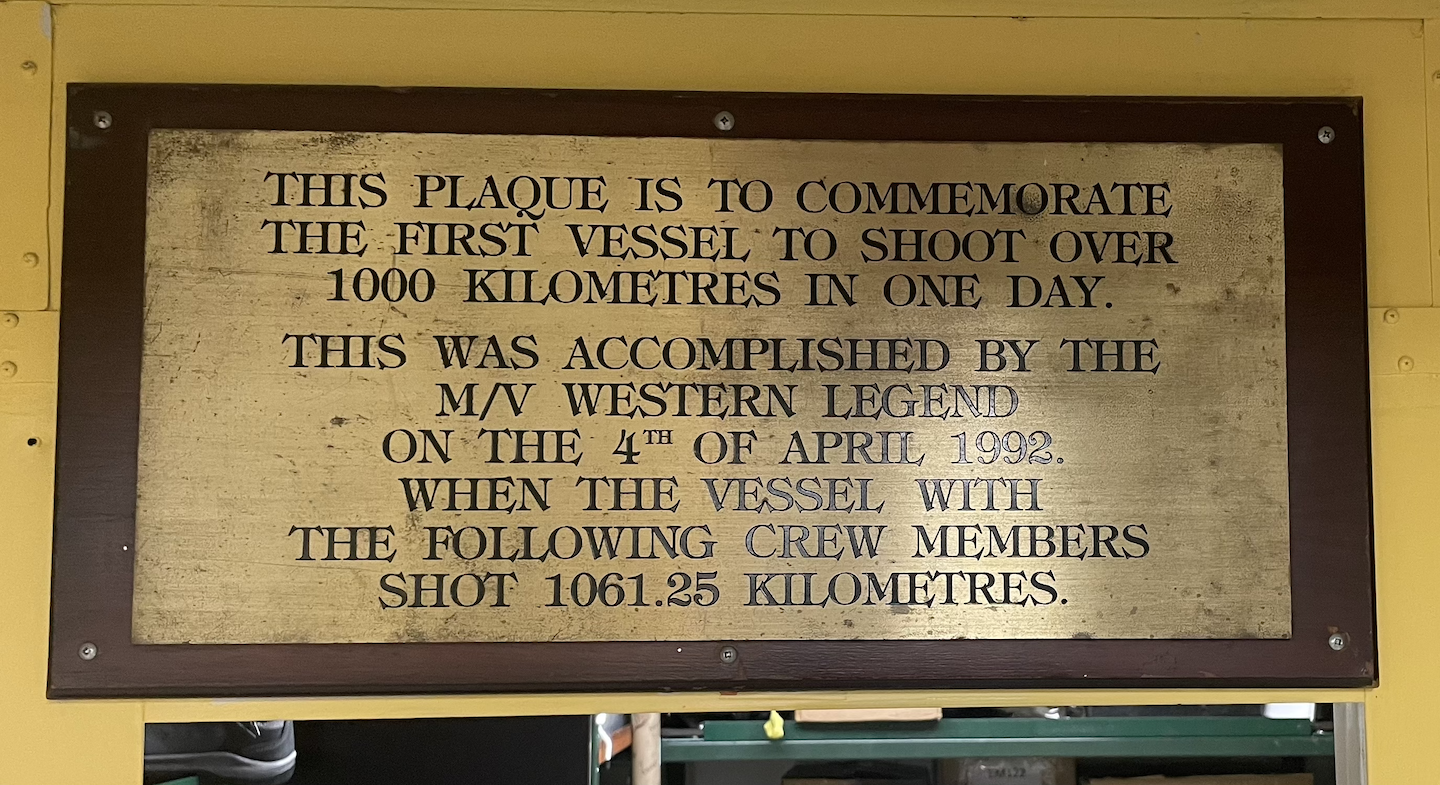 THIS PLAQUE IS TO COMMEMORATE
THE FIRST VESSEL TO SHOOT OVER
1000 KILOMETRES IN ONE DAY.
THIS WAS ACCOMPLISHED BY THE
M/V WESTERN LEGEND
ON THE 4TH OF APRIL 1992.
WHEN THE VESSEL WITH
THE FOLLOWING CREW MEMBERS
SHOT 1061.25 KILOMETRES.
EM122